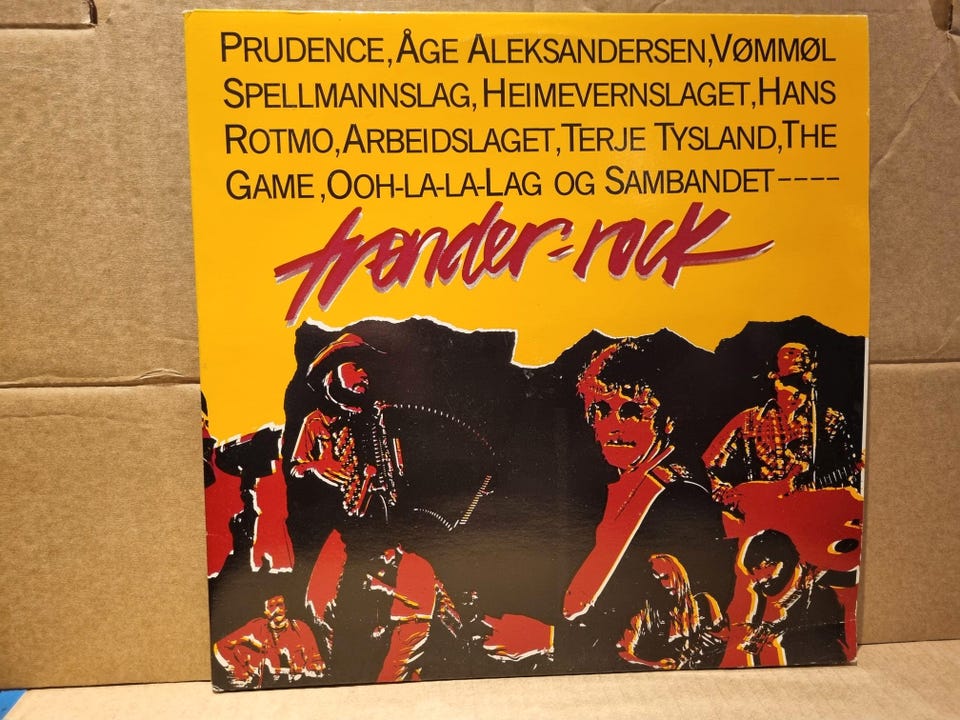 PRUDENCE, ÅGE ALEKSANDERSEN, VØMMØL
SPELLMANNSLAG, HEIMEVERNSLAGET, HANS
ROTMO, ARBEIDSLAGET, TERJE TYSLAND, THE
GAME, OOH-LA-LA-LAG OG SAMBANDET----
trønder-rock